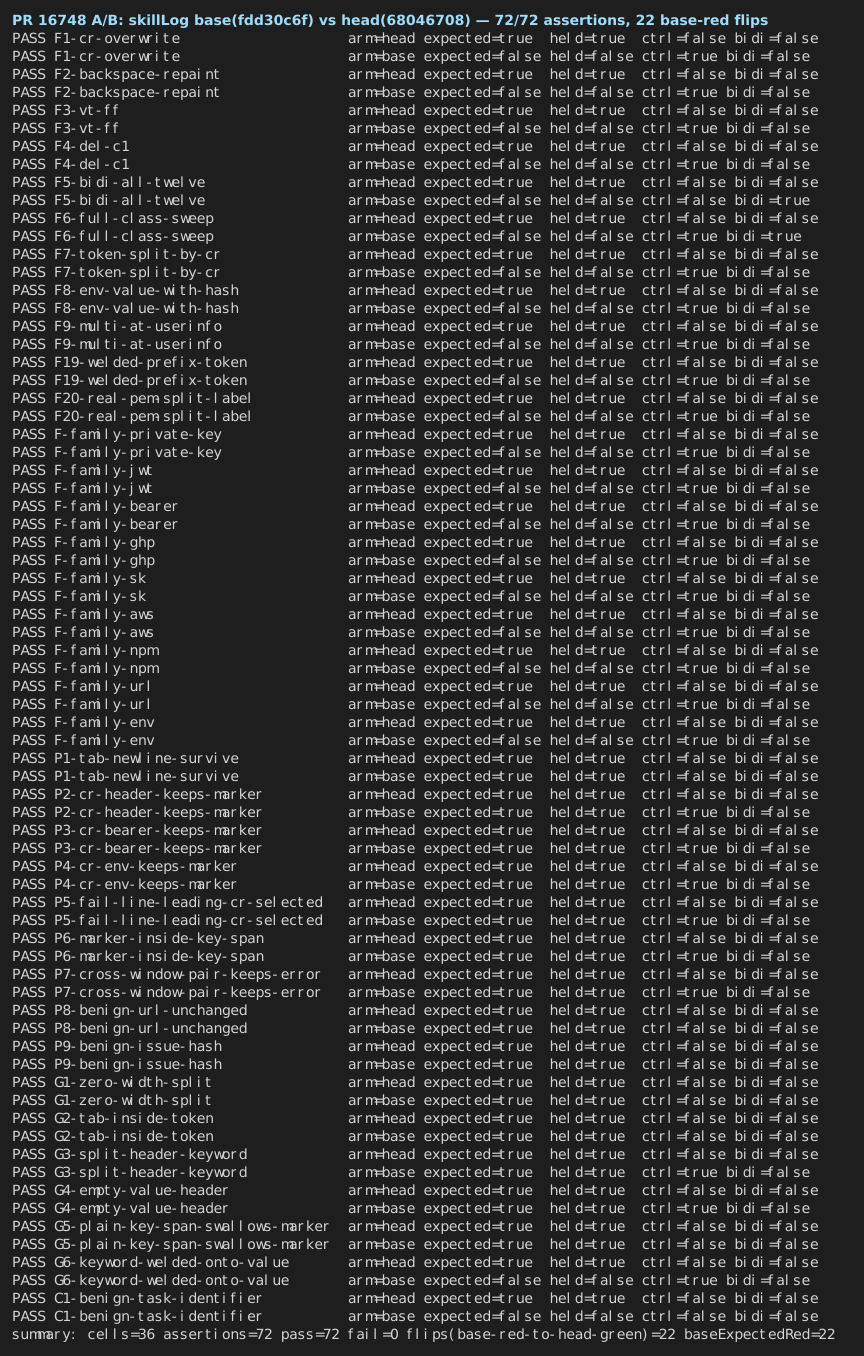 PR 16748 A/B: skillLog base(fdd30c6f) vs head(68046708) — 72/72 assertions, 22 base-red flips
PASS F1-cr-overwrite arm=head expected=true held=true ctrl=false bidi=false
PASS F1-cr-overwrite arm=base expected=false held=false ctrl=true bidi=false
PASS F2-backspace-repaint arm=head expected=true held=true ctrl=false bidi=false
PASS F2-backspace-repaint arm=base expected=false held=false ctrl=true bidi=false
PASS F3-vt-ff arm=head expected=true held=true ctrl=false bidi=false
PASS F3-vt-ff arm=base expected=false held=false ctrl=true bidi=false
PASS F4-del-c1 arm=head expected=true held=true ctrl=false bidi=false
PASS F4-del-c1 arm=base expected=false held=false ctrl=true bidi=false
PASS F5-bidi-all-twelve arm=head expected=true held=true ctrl=false bidi=false
PASS F5-bidi-all-twelve arm=base expected=false held=false ctrl=false bidi=true
PASS F6-full-class-sweep arm=head expected=true held=true ctrl=false bidi=false
PASS F6-full-class-sweep arm=base expected=false held=false ctrl=true bidi=true
PASS F7-token-split-by-cr arm=head expected=true held=true ctrl=false bidi=false
PASS F7-token-split-by-cr arm=base expected=false held=false ctrl=true bidi=false
PASS F8-env-value-with-hash arm=head expected=true held=true ctrl=false bidi=false
PASS F8-env-value-with-hash arm=base expected=false held=false ctrl=false bidi=false
PASS F9-multi-at-userinfo arm=head expected=true held=true ctrl=false bidi=false
PASS F9-multi-at-userinfo arm=base expected=false held=false ctrl=false bidi=false
PASS F19-welded-prefix-token arm=head expected=true held=true ctrl=false bidi=false
PASS F19-welded-prefix-token arm=base expected=false held=false ctrl=false bidi=false
PASS F20-real-pem-split-label arm=head expected=true held=true ctrl=false bidi=false
PASS F20-real-pem-split-label arm=base expected=false held=false ctrl=false bidi=false
PASS F-family-private-key arm=head expected=true held=true ctrl=false bidi=false
PASS F-family-private-key arm=base expected=false held=false ctrl=true bidi=false
PASS F-family-jwt arm=head expected=true held=true ctrl=false bidi=false
PASS F-family-jwt arm=base expected=false held=false ctrl=true bidi=false
PASS F-family-bearer arm=head expected=true held=true ctrl=false bidi=false
PASS F-family-bearer arm=base expected=false held=false ctrl=true bidi=false
PASS F-family-ghp arm=head expected=true held=true ctrl=false bidi=false
PASS F-family-ghp arm=base expected=false held=false ctrl=true bidi=false
PASS F-family-sk arm=head expected=true held=true ctrl=false bidi=false
PASS F-family-sk arm=base expected=false held=false ctrl=true bidi=false
PASS F-family-aws arm=head expected=true held=true ctrl=false bidi=false
PASS F-family-aws arm=base expected=false held=false ctrl=true bidi=false
PASS F-family-npm arm=head expected=true held=true ctrl=false bidi=false
PASS F-family-npm arm=base expected=false held=false ctrl=true bidi=false
PASS F-family-url arm=head expected=true held=true ctrl=false bidi=false
PASS F-family-url arm=base expected=false held=false ctrl=true bidi=false
PASS F-family-env arm=head expected=true held=true ctrl=false bidi=false
PASS F-family-env arm=base expected=false held=false ctrl=true bidi=false
PASS P1-tab-newline-survive arm=head expected=true held=true ctrl=false bidi=false
PASS P1-tab-newline-survive arm=base expected=true held=true ctrl=false bidi=false
PASS P2-cr-header-keeps-marker arm=head expected=true held=true ctrl=false bidi=false
PASS P2-cr-header-keeps-marker arm=base expected=true held=true ctrl=true bidi=false
PASS P3-cr-bearer-keeps-marker arm=head expected=true held=true ctrl=false bidi=false
PASS P3-cr-bearer-keeps-marker arm=base expected=true held=true ctrl=true bidi=false
PASS P4-cr-env-keeps-marker arm=head expected=true held=true ctrl=false bidi=false
PASS P4-cr-env-keeps-marker arm=base expected=true held=true ctrl=true bidi=false
PASS P5-fail-line-leading-cr-selected arm=head expected=true held=true ctrl=false bidi=false
PASS P5-fail-line-leading-cr-selected arm=base expected=true held=true ctrl=true bidi=false
PASS P6-marker-inside-key-span arm=head expected=true held=true ctrl=false bidi=false
PASS P6-marker-inside-key-span arm=base expected=true held=true ctrl=true bidi=false
PASS P7-cross-window-pair-keeps-error arm=head expected=true held=true ctrl=false bidi=false
PASS P7-cross-window-pair-keeps-error arm=base expected=true held=true ctrl=true bidi=false
PASS P8-benign-url-unchanged arm=head expected=true held=true ctrl=false bidi=false
PASS P8-benign-url-unchanged arm=base expected=true held=true ctrl=false bidi=false
PASS P9-benign-issue-hash arm=head expected=true held=true ctrl=false bidi=false
PASS P9-benign-issue-hash arm=base expected=true held=true ctrl=false bidi=false
PASS G1-zero-width-split arm=head expected=true held=true ctrl=false bidi=false
PASS G1-zero-width-split arm=base expected=true held=true ctrl=false bidi=false
PASS G2-tab-inside-token arm=head expected=true held=true ctrl=false bidi=false
PASS G2-tab-inside-token arm=base expected=true held=true ctrl=false bidi=false
PASS G3-split-header-keyword arm=head expected=true held=true ctrl=false bidi=false
PASS G3-split-header-keyword arm=base expected=true held=true ctrl=true bidi=false
PASS G4-empty-value-header arm=head expected=true held=true ctrl=false bidi=false
PASS G4-empty-value-header arm=base expected=true held=true ctrl=true bidi=false
PASS G5-plain-key-span-swallows-marker arm=head expected=true held=true ctrl=false bidi=false
PASS G5-plain-key-span-swallows-marker arm=base expected=true held=true ctrl=false bidi=false
PASS G6-keyword-welded-onto-value arm=head expected=true held=true ctrl=false bidi=false
PASS G6-keyword-welded-onto-value arm=base expected=false held=false ctrl=true bidi=false
PASS C1-benign-task-identifier arm=head expected=true held=true ctrl=false bidi=false
PASS C1-benign-task-identifier arm=base expected=false held=false ctrl=false bidi=false
summary: cells=36 assertions=72 pass=72 fail=0 flips(base-red-to-head-green)=22 baseExpectedRed=22